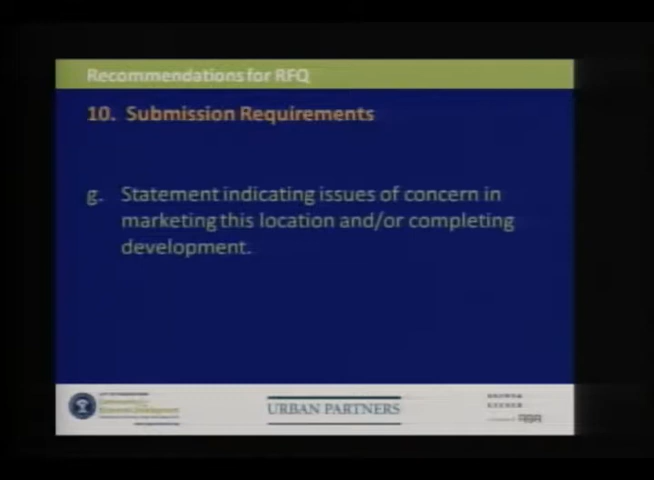 Recommendations for RFQ
10. Submission Requirements
g. Statement indicating issues of concern in
marketing this location and/or completing
development.
URBAN PARTNERS